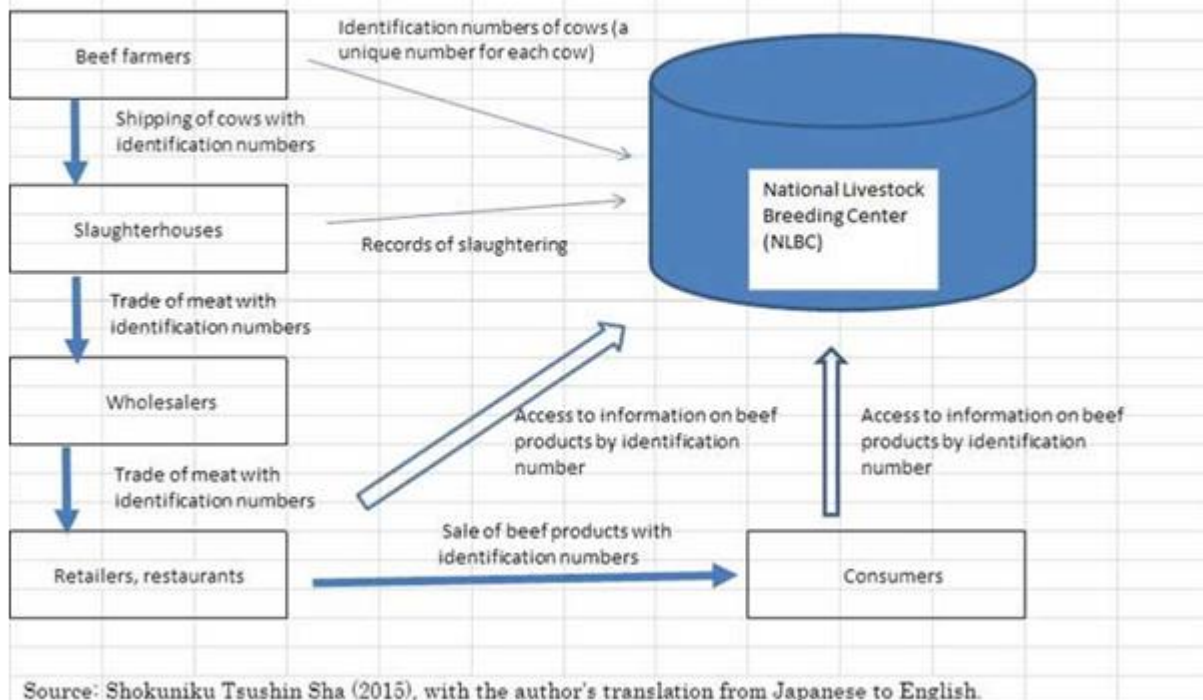 Identification numbers of cows (a
unique number for each cow)
Beef farmers
Shipping of cows with
identification numbers
National Livestock
Breeding Center
(NLBC)
Slaughterhouses
Records of slaughtering
Trade of meat with
identification numbers
Wholesalers
Access to information on beef
products by identification
number
Access to information on beef
products by identification
number
Trade of meat with
identification numbers
Sale of beef products with
identification numbers
Retailers, restaurants
Consumers
Source: Shokuniku Tsushin Sha (2015), with the author's translation from Japanese to English.